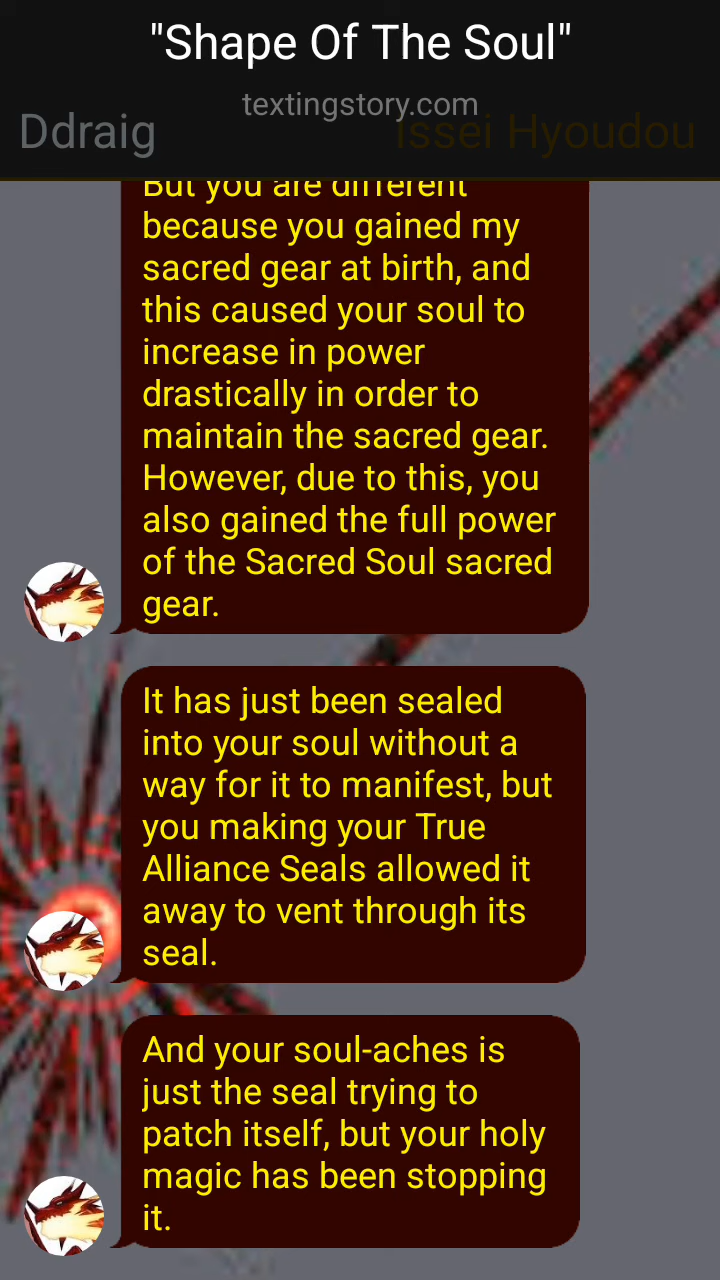 "Shape Of The Soul"
textingstory.com
Ddraig
Issei Hyoudou
But you are different
because you gained my
sacred gear at birth, and
this caused your soul to
increase in power
drastically in order to
maintain the sacred gear.
However, due to this, you
also gained the full power
of the Sacred Soul sacred
gear.
It has just been sealed
into your soul without a
way for it to manifest, but
you making your True
Alliance Seals allowed it
away to vent through its
seal.
And your soul-aches is
just the seal trying to
patch itself, but your holy
magic has been stopping
it.